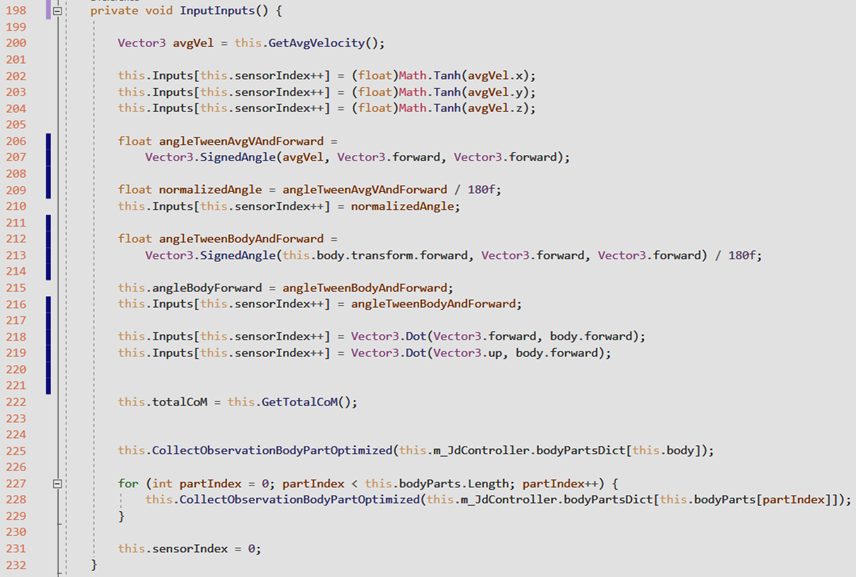 198 private void InputInputs() {
199
200 Vector3 avgVel = this.GetAvgVelocity();
201
202 this.Inputs[this.sensorIndex++] = (float)Math.Tanh(avgVel.x);
203 this.Inputs[this.sensorIndex++] = (float)Math.Tanh(avgVel.y);
204 this.Inputs[this.sensorIndex++] = (float)Math.Tanh(avgVel.z);
205
206 float angleTweenAvgVAndForward =
207 Vector3.SignedAngle(avgVel, Vector3.forward, Vector3.forward);
208
209 float normalizedAngle = angleTweenAvgVAndForward / 180f;
210 this.Inputs[this.sensorIndex++] = normalizedAngle;
211
212 float angleTweenBodyAndForward =
213 Vector3.SignedAngle(this.body.transform.forward, Vector3.forward, Vector3.forward) / 180f;
214
215 this.angleBodyForward = angleTweenBodyAndForward;
216 this.Inputs[this.sensorIndex++] = angleTweenBodyAndForward;
217
218 this.Inputs[this.sensorIndex++] = Vector3.Dot(Vector3.forward, body.forward);
219 this.Inputs[this.sensorIndex++] = Vector3.Dot(Vector3.up, body.forward);
220
221
222 this.totalCoM = this.GetTotalCoM();
223
224
225 this.CollectObservationBodyPartOptimized(this.m_JdController.bodyPartsDict[this.body]);
226
227 for (int partIndex = 0; partIndex < this.bodyParts.Length; partIndex++) {
228 this.CollectObservationBodyPartOptimized(this.m_JdController.bodyPartsDict[this.bodyParts[partIndex]]);
229 }
230
231 this.sensorIndex = 0;
232 }